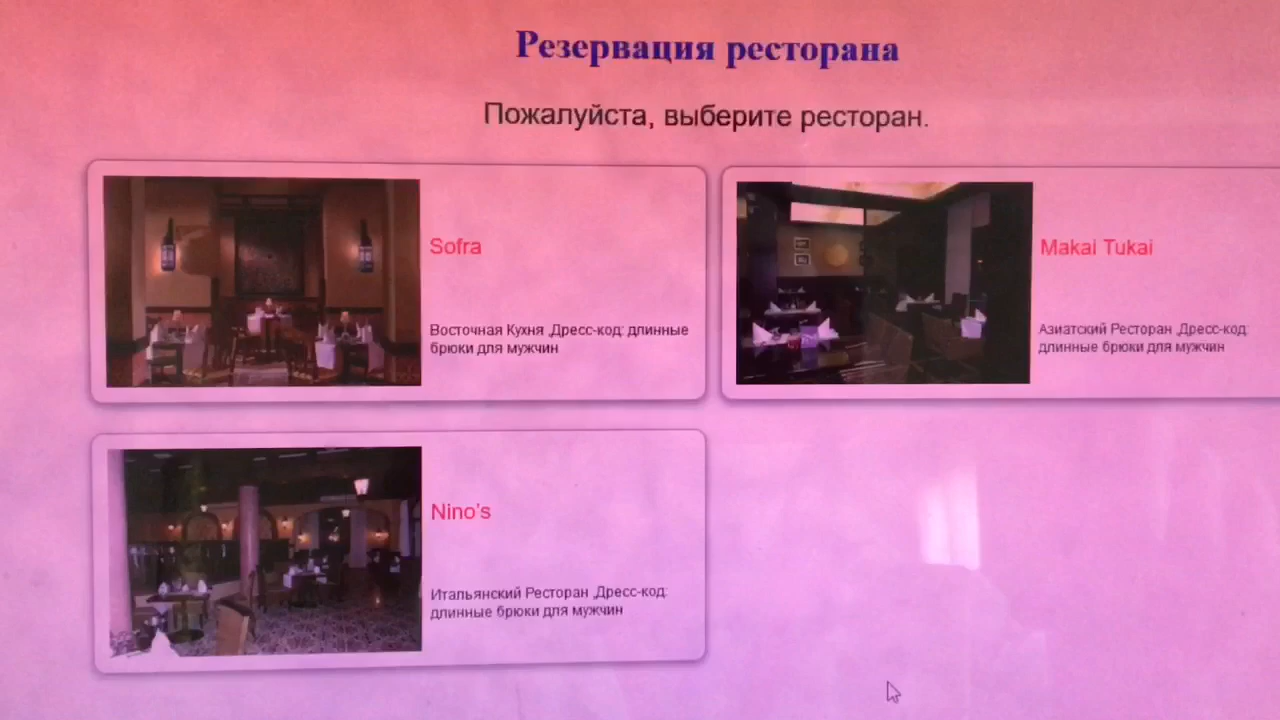 Резервация ресторана
Пожалуйста, выберите ресторан.
Sofra
Восточная Кухня ,Дресс-код: длинные
брюки для мужчин
Makai Tukai
Азиатский Ресторан ,Дресс-код:
длинные брюки для мужчин
Nino's
Итальянский Ресторан ,Дресс-код:
длинные брюки для мужчин